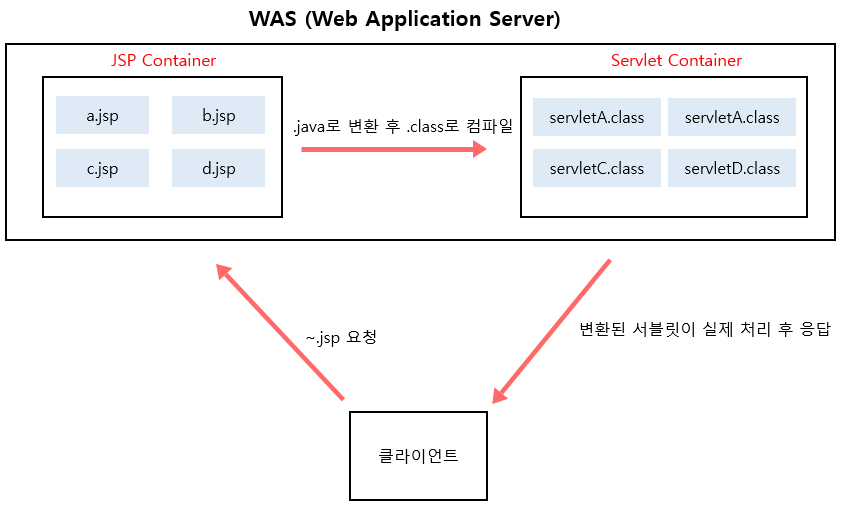 WAS (Web Application Server)
JSP Container
Servlet Container
a.jsp
b.jsp
c.jsp
d.jsp
.java로 변환 후 .class로 컴파일
servletA.class
servletA.class
servletC.class
servletD.class
~.jsp 요청
변환된 서블릿이 실제 처리 후 응답
클라이언트